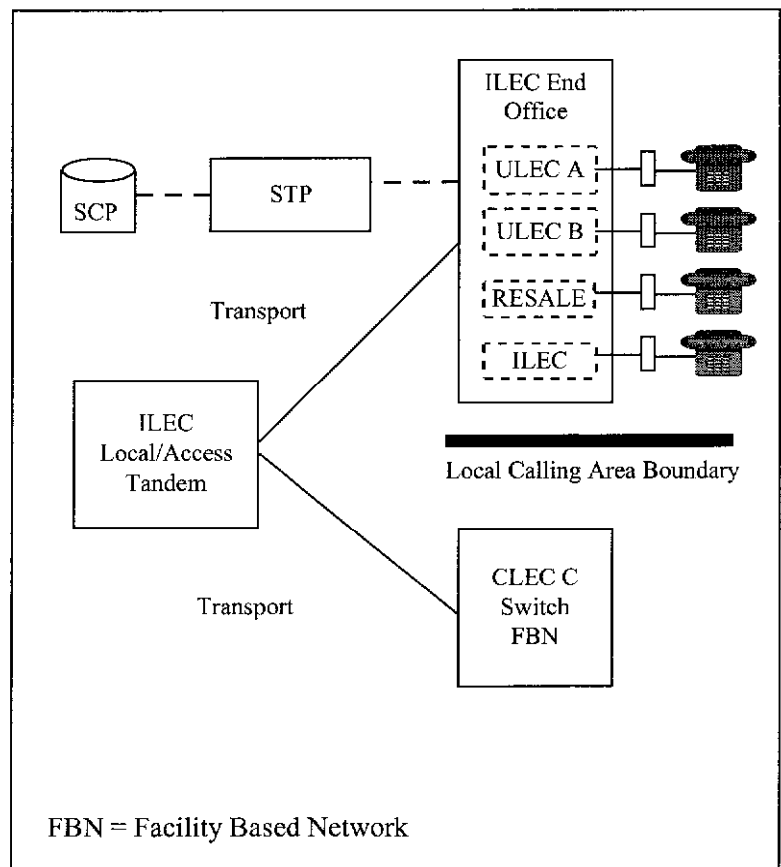 ILEC End
Office
ULEC A
ULEC B
RESALE
ILEC
SCP
STP
Transport
ILEC
Local/Access
Tandem
Local Calling Area Boundary
Transport
CLEC C
Switch
FBN
FBN = Facility Based Network